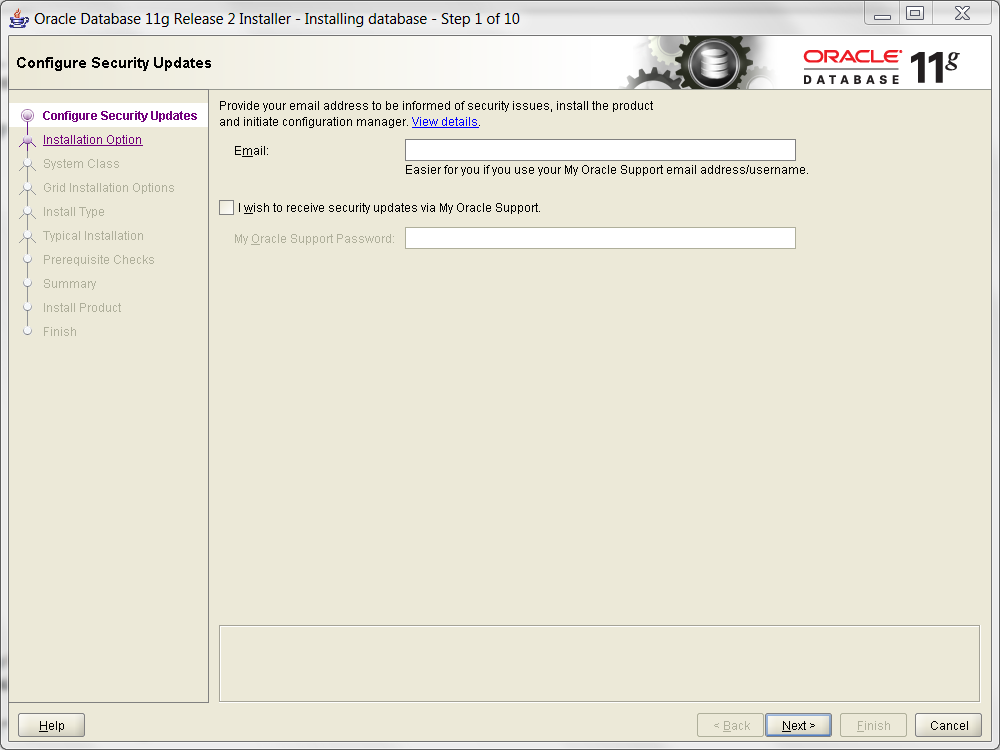 Oracle Database 11g Release 2 Installer - Installing database - Step 1 of 10
Configure Security Updates
ORACLE
DATABASE
11g
Configure Security Updates
Installation Option
System Class
Grid Installation Options
Install Type
Typical Installation
Prerequisite Checks
Summary
Install Product
Finish
Provide your email address to be informed of security issues, install the product
and initiate configuration manager. View details.
Email:
Easier for you if you use your My Oracle Support email address/username.
I wish to receive security updates via My Oracle Support.
My Oracle Support Password:
Help
< Back
Next >
Finish
Cancel